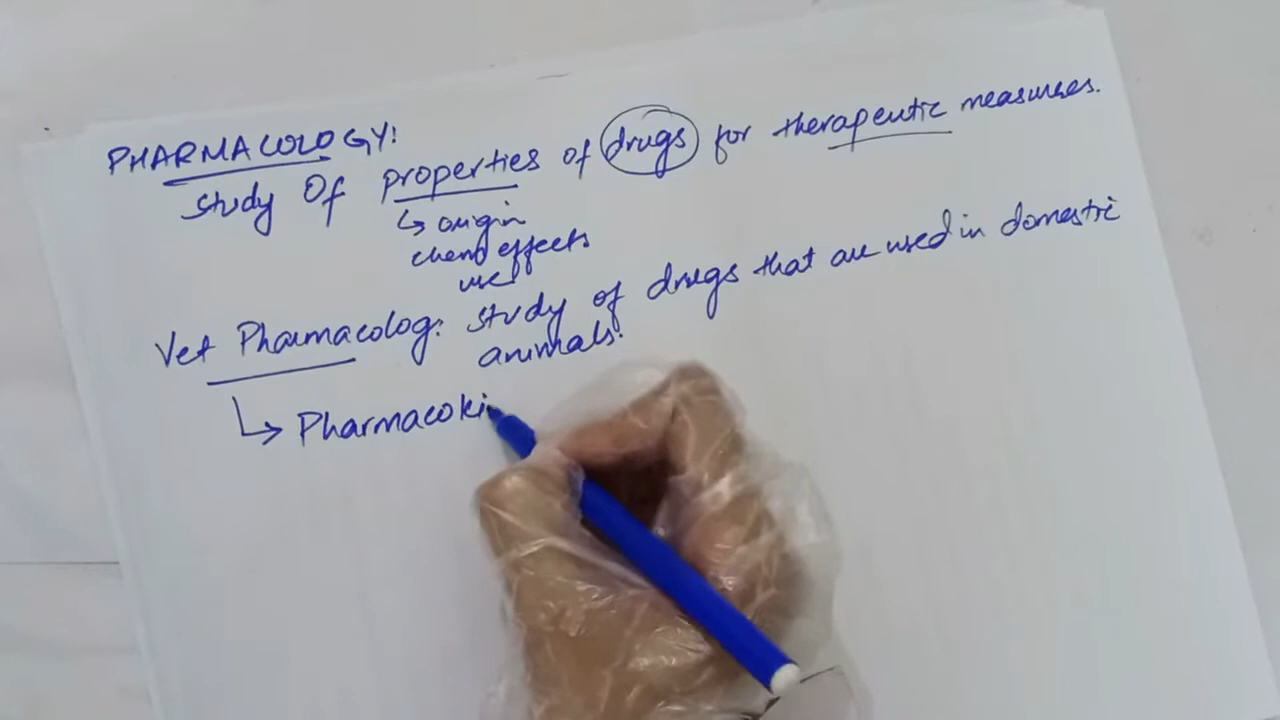 PHARMACOLOGY:
Study Of properties of drugs for therapeutic measures.
↳ origin
chem effects
uses
Vet Pharmacolog: Study of drugs that are used in domestic
animals.
↳ Pharmacoki